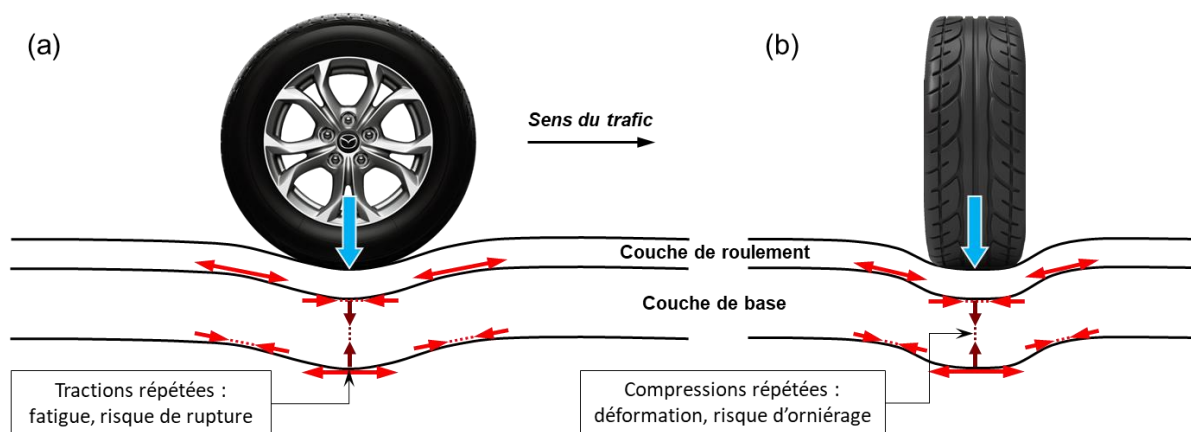 (a)
Sens du trafic
(b)
Couche de roulement
Couche de base
Tractions répétées :
fatigue, risque de rupture
Compressions répétées :
déformation, risque d’orniérage